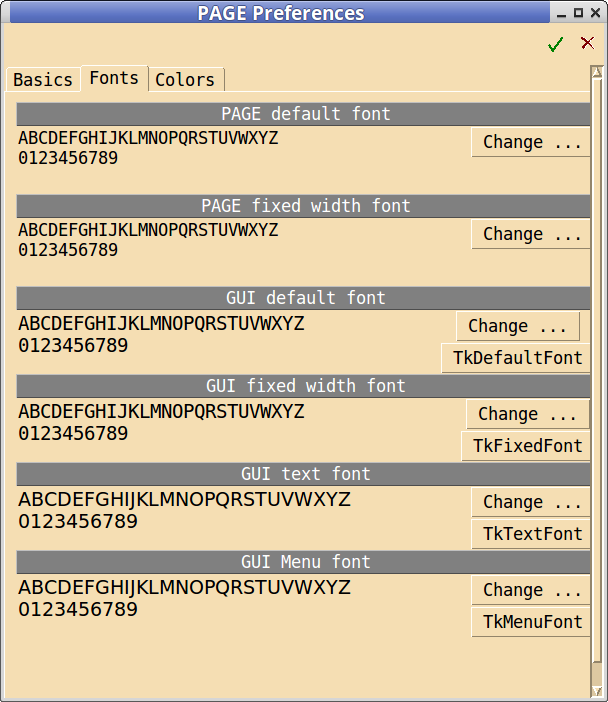 PAGE Preferences
Basics Fonts Colors
PAGE default font
ABCDEFGHIJKLMNOPQRSTUVWXYZ
0123456789
Change ...
PAGE fixed width font
ABCDEFGHIJKLMNOPQRSTUVWXYZ
0123456789
Change ...
GUI default font
ABCDEFGHIJKLMNOPQRSTUVWXYZ
0123456789
Change ...
TkDefaultFont
GUI fixed width font
ABCDEFGHIJKLMNOPQRSTUVWXYZ
0123456789
Change ...
TkFixedFont
GUI text font
ABCDEFGHIJKLMNOPQRSTUVWXYZ
0123456789
Change ...
TkTextFont
GUI Menu font
ABCDEFGHIJKLMNOPQRSTUVWXYZ
0123456789
Change ...
TkMenuFont